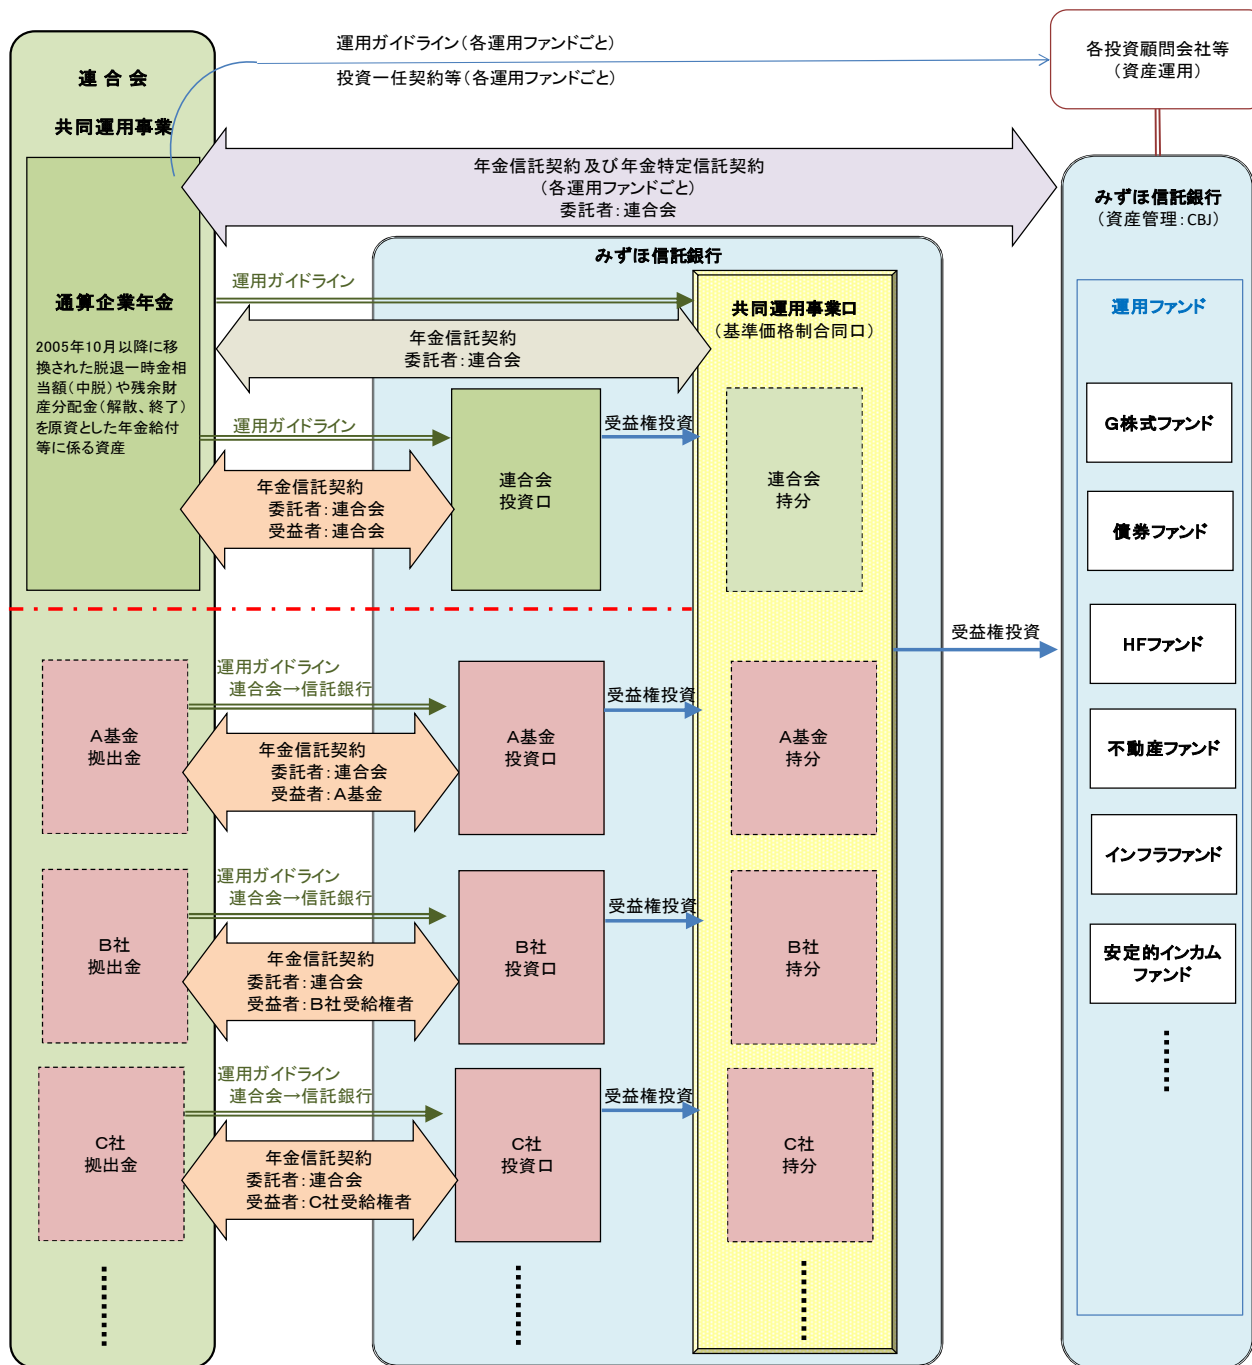 運用ガイドライン（各運用ファンドごと）
投資一任契約等（各運用ファンドごと）
各投資顧問会社等
（資産運用）
連合会
共同運用事業
年金信託契約及び年金特定信託契約
（各運用ファンドごと）
委託者：連合会
みずほ信託銀行
（資産管理：CBJ）
みずほ信託銀行
通算企業年金
2005年10月以降に移
換された脱退一時金相
当額（中脱）や残余財
産分配金（解散、終了）
を原資とした年金給付
等に係る資産
運用ガイドライン
年金信託契約
委託者：連合会
共同運用事業口
（基準価格制合同口）
運用ファンド
運用ガイドライン
受益権投資
年金信託契約
委託者：連合会
受益者：連合会
連合会
投資口
連合会
持分
G株式ファンド
債券ファンド
受益権投資
HFファンド
不動産ファンド
インフラファンド
安定的インカム
ファンド
A基金
拠出金
運用ガイドライン
連合会→信託銀行
年金信託契約
委託者：連合会
受益者：A基金
A基金
投資口
受益権投資
A基金
持分
B社
拠出金
運用ガイドライン
連合会→信託銀行
年金信託契約
委託者：連合会
受益者：B社受給権者
B社
投資口
受益権投資
B社
持分
C社
拠出金
運用ガイドライン
連合会→信託銀行
年金信託契約
委託者：連合会
受益者：C社受給権者
C社
投資口
受益権投資
C社
持分